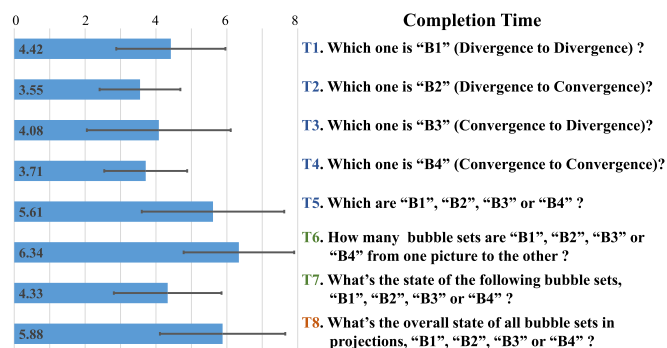 0 2 4 6 8
Completion Time
4.42
T1. Which one is “B1” (Divergence to Divergence) ?
3.55
T2. Which one is “B2” (Divergence to Convergence)?
4.08
T3. Which one is “B3” (Convergence to Divergence)?
3.71
T4. Which one is “B4” (Convergence to Convergence)?
5.61
T5. Which are “B1”, “B2”, “B3” or “B4” ?
6.34
T6. How many bubble sets are “B1”, “B2”, “B3” or
“B4” from one picture to the other ?
4.33
T7. What’s the state of the following bubble sets,
“B1”, “B2”, “B3” or “B4” ?
5.88
T8. What’s the overall state of all bubble sets in
projections, “B1”, “B2”, “B3” or “B4” ?